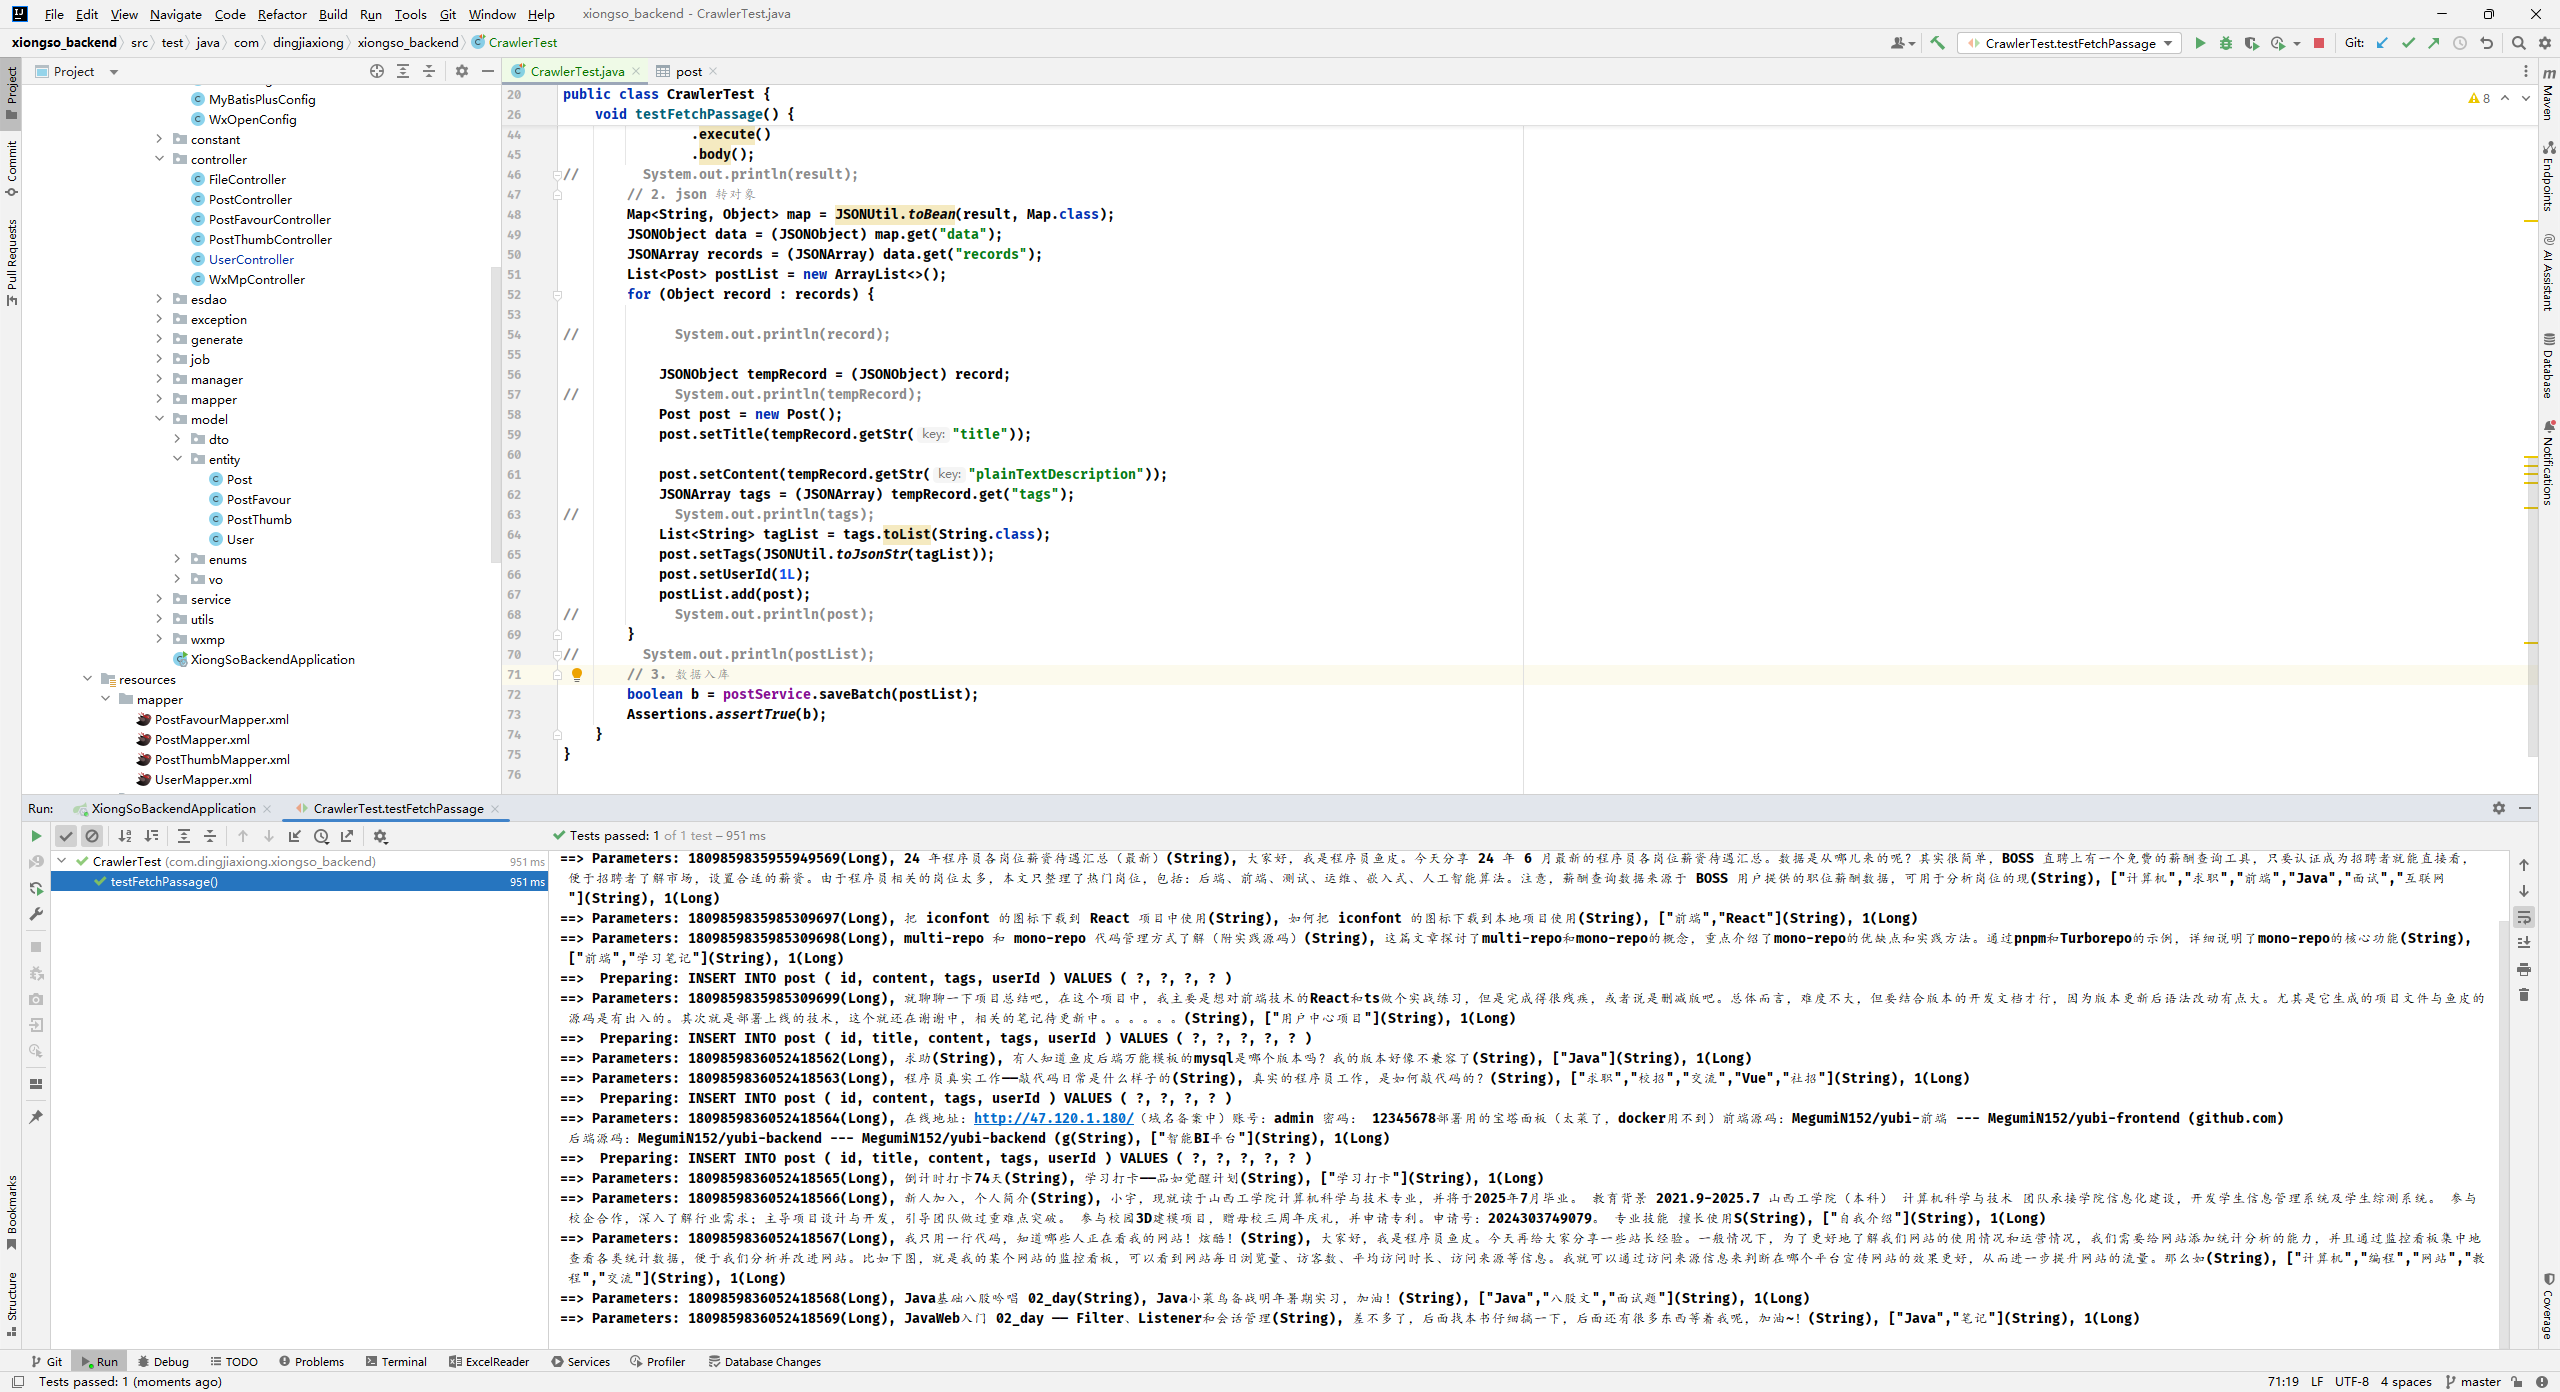 File Edit View Navigate Code Refactor Build Run Tools Git Window Help xiongso_backend - CrawlerTest.java
xiongso_backend src test java com dingjiaxiong xiongso_backend CrawlerTest
CrawlerTest.testFetchPassage
Git:
Project
CrawlerTest.java
post
Project
Commit
Pull Requests
Bookmarks
Structure
MyBatisPlusConfig
WxOpenConfig
constant
controller
FileController
PostController
PostFavourController
PostThumbController
UserController
WxMpController
esdao
exception
generate
job
manager
mapper
model
dto
entity
Post
PostFavour
PostThumb
User
enums
vo
service
utils
wxmp
XiongSoBackendApplication
resources
mapper
PostFavourMapper.xml
PostMapper.xml
PostThumbMapper.xml
UserMapper.xml
20 public class CrawlerTest {
26 void testFetchPassage() {
44 .execute()
45 .body();
46 // System.out.println(result);
47 // 2. json 转对象
48 Map<String, Object> map = JSONUtil.toBean(result, Map.class);
49 JSONObject data = (JSONObject) map.get("data");
50 JSONArray records = (JSONArray) data.get("records");
51 List<Post> postList = new ArrayList<>();
52 for (Object record : records) {
53
54 // System.out.println(record);
55
56 JSONObject tempRecord = (JSONObject) record;
57 // System.out.println(tempRecord);
58 Post post = new Post();
59 post.setTitle(tempRecord.getStr( key: "title"));
60
61 post.setContent(tempRecord.getStr( key: "plainTextDescription"));
62 JSONArray tags = (JSONArray) tempRecord.get("tags");
63 // System.out.println(tags);
64 List<String> tagList = tags.toList(String.class);
65 post.setTags(JSONUtil.toJsonStr(tagList));
66 post.setUserId(1L);
67 postList.add(post);
68 // System.out.println(post);
69 }
70 // System.out.println(postList);
71 // 3. 数据入库
72 boolean b = postService.saveBatch(postList);
73 Assertions.assertTrue(b);
74 }
75 }
76
8
Maven
Endpoints
AI Assistant
Database
Notifications
Coverage
Run: XiongSoBackendApplication CrawlerTest.testFetchPassage
Tests passed: 1 of 1 test – 951 ms
CrawlerTest (com.dingjiaxiong.xiongso_backend) 951 ms
testFetchPassage() 951 ms
==> Parameters: 1809859835955949569(Long), 24 年程序员各岗位薪资待遇汇总（最新）(String), 大家好，我是程序员鱼皮。今天分享 24 年 6 月最新的程序员各岗位薪资待遇汇总。数据是从哪儿来的呢？其实很简单，BOSS 直聘上有一个免费的薪酬查询工具，只要认证成为招聘者就能直接看，
便于招聘者了解市场，设置合适的薪资。由于程序员相关的岗位太多，本文只整理了热门岗位，包括：后端、前端、测试、运维、嵌入式、人工智能算法。注意，薪酬查询数据来源于 BOSS 用户提供的职位薪酬数据，可用于分析岗位的现(String), ["计算机","求职","前端","Java","面试","互联网
"](String), 1(Long)
==> Parameters: 1809859835985309697(Long), 把 iconfont 的图标下载到 React 项目中使用(String), 如何把 iconfont 的图标下载到本地项目使用(String), ["前端","React"](String), 1(Long)
==> Parameters: 1809859835985309698(Long), multi-repo 和 mono-repo 代码管理方式了解（附实践源码）(String), 这篇文章探讨了multi-repo和mono-repo的概念，重点介绍了mono-repo的优缺点和实践方法。通过pnpm和Turborepo的示例，详细说明了mono-repo的核心功能(String),
["前端","学习笔记"](String), 1(Long)
==> Preparing: INSERT INTO post ( id, content, tags, userId ) VALUES ( ?, ?, ?, ? )
==> Parameters: 1809859835985309699(Long), 就聊聊一下项目总结吧，在这个项目中，我主要是想对前端技术的React和ts做个实战练习，但是完成得很残疾，或者说是删减版吧。总体而言，难度不大，但要结合版本的开发文档才行，因为版本更新后语法改动有点大。尤其是它生成的项目文件与鱼皮的
源码是有出入的。其次就是部署上线的技术，这个就还在谢谢中，相关的笔记待更新中。。。。。。(String), ["用户中心项目"](String), 1(Long)
==> Preparing: INSERT INTO post ( id, title, content, tags, userId ) VALUES ( ?, ?, ?, ?, ? )
==> Parameters: 1809859836052418562(Long), 求助(String), 有人知道鱼皮后端万能模板的mysql是哪个版本吗？我的版本好像不兼容了(String), ["Java"](String), 1(Long)
==> Parameters: 1809859836052418563(Long), 程序员真实工作——敲代码日常是什么样子的(String), 真实的程序员工作，是如何敲代码的？(String), ["求职","校招","交流","Vue","社招"](String), 1(Long)
==> Preparing: INSERT INTO post ( id, content, tags, userId ) VALUES ( ?, ?, ?, ? )
==> Parameters: 1809859836052418564(Long), 在线地址：http://47.120.1.180/（域名备案中）账号：admin 密码： 12345678部署用的宝塔面板（太菜了，docker用不到）前端源码：MegumiN152/yubi-前端 --- MegumiN152/yubi-frontend (github.com)
后端源码：MegumiN152/yubi-backend --- MegumiN152/yubi-backend (g(String), ["智能BI平台"](String), 1(Long)
==> Preparing: INSERT INTO post ( id, title, content, tags, userId ) VALUES ( ?, ?, ?, ?, ? )
==> Parameters: 1809859836052418565(Long), 倒计时打卡74天(String), 学习打卡——品如觉醒计划(String), ["学习打卡"](String), 1(Long)
==> Parameters: 1809859836052418566(Long), 新人加入，个人简介(String), 小宇，现就读于山西工学院计算机科学与技术专业，并将于2025年7月毕业。 教育背景 2021.9-2025.7 山西工学院（本科） 计算机科学与技术 团队承接学院信息化建设，开发学生信息管理系统及学生综测系统。 参与
校企合作，深入了解行业需求；主导项目设计与开发，引导团队做过重难点突破。 参与校园3D建模项目，赠母校三周年庆礼，并申请专利。申请号：2024303749079。 专业技能 擅长使用S(String), ["自我介绍"](String), 1(Long)
==> Parameters: 1809859836052418567(Long), 我只用一行代码，知道哪些人正在看我的网站！炫酷！(String), 大家好，我是程序员鱼皮。今天再给大家分享一些站长经验。一般情况下，为了更好地了解我们网站的使用情况和运营情况，我们需要给网站添加统计分析的能力，并且通过监控看板集中地
查看各类统计数据，便于我们分析并改进网站。比如下图，就是我的某个网站的监控看板，可以看到网站每日浏览量、访客数、平均访问时长、访问来源等信息。我就可以通过访问来源信息来判断在哪个平台宣传网站的效果更好，从而进一步提升网站的流量。那么如(String), ["计算机","编程","网站","教
程","交流"](String), 1(Long)
==> Parameters: 1809859836052418568(Long), Java基础八股吟唱 02_day(String), Java小菜鸟备战明年暑期实习，加油！(String), ["Java","八股文","面试题"](String), 1(Long)
==> Parameters: 1809859836052418569(Long), JavaWeb入门 02_day —— Filter、Listener和会话管理(String), 差不多了，后面找本书仔细搞一下，后面还有很多东西等着我呢，加油~！(String), ["Java","笔记"](String), 1(Long)
Git Run Debug TODO Problems Terminal ExcelReader Services Profiler Database Changes
Tests passed: 1 (moments ago)
71:19 LF UTF-8 4 spaces master